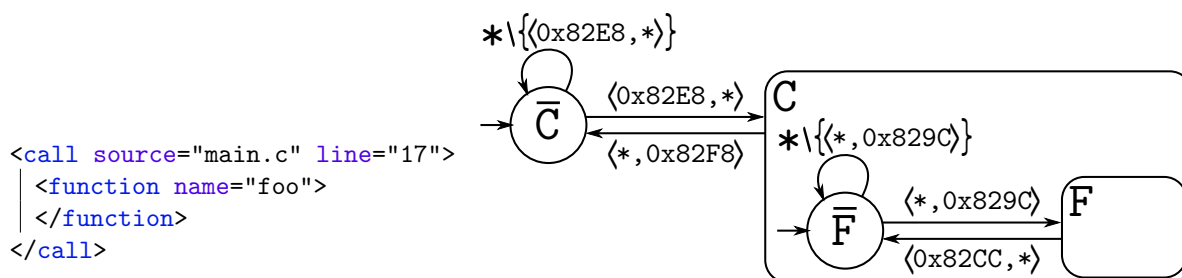 <call source="main.c" line="17">
<function name="foo">
</function>
</call>
∗\{⟨0x82E8,*⟩}
C̅
⟨0x82E8,*⟩
⟨*,0x82F8⟩
C
∗\{⟨*,0x829C⟩}
F̅
⟨*,0x829C⟩
⟨0x82CC,*⟩
F